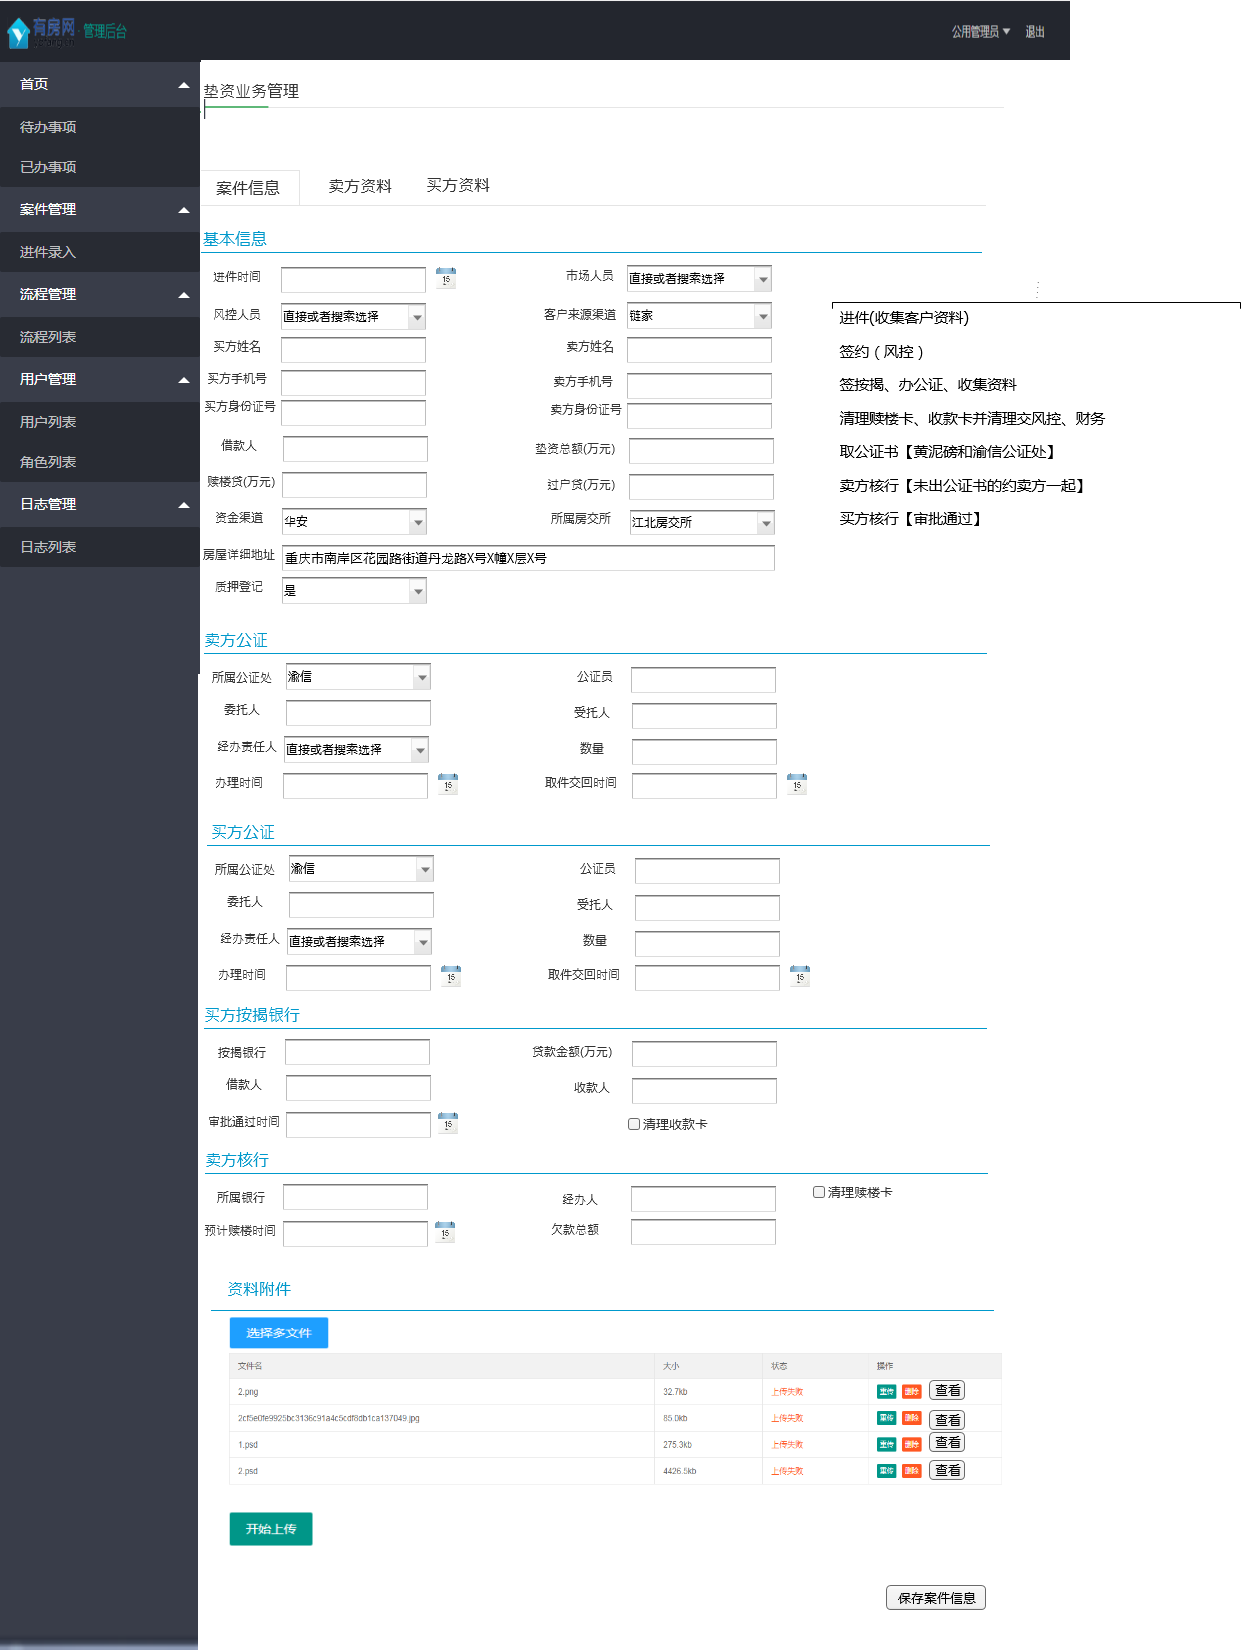 有房网 · 管理后台
公用管理员 退出
首页
待办事项
已办事项
案件管理
进件录入
流程管理
流程列表
用户管理
用户列表
角色列表
日志管理
日志列表
垫资业务管理
案件信息 卖方资料 买方资料
基本信息
进件时间 15 市场人员 直接或者搜索选择
风控人员 直接或者搜索选择 客户来源渠道 链家
买方姓名 卖方姓名
买方手机号 卖方手机号
买方身份证号 卖方身份证号
借款人 垫资总额(万元)
赎楼贷(万元) 过户贷(万元)
资金渠道 华安 所属房交所 江北房交所
房屋详细地址 重庆市南岸区花园路街道丹龙路X号X幢X层X号
质押登记 是
进件(收集客户资料)
签约（风控）
签按揭、办公证、收集资料
清理赎楼卡、收款卡并清理交风控、财务
取公证书【黄泥磅和渝信公证处】
卖方核行【未出公证书的约卖方一起】
买方核行【审批通过】
卖方公证
所属公证处 渝信 公证员
委托人 受托人
经办责任人 直接或者搜索选择 数量
办理时间 15 取件交回时间 15
买方公证
所属公证处 渝信 公证员
委托人 受托人
经办责任人 直接或者搜索选择 数量
办理时间 15 取件交回时间 15
买方按揭银行
按揭银行 贷款金额(万元)
借款人 收款人
审批通过时间 15 清理收款卡
卖方核行
所属银行 经办人 清理赎楼卡
预计赎楼时间 15 欠款总额
资料附件
选择多文件
文件名 大小 状态 操作
2.png 32.7kb 上传失败 重传 删除 查看
2cf5e0fe9925bc3136c91a4c5cdf8db1ca137049.jpg 85.0kb 上传失败 重传 删除 查看
1.psd 275.3kb 上传失败 重传 删除 查看
2.psd 4426.5kb 上传失败 重传 删除 查看
开始上传
保存案件信息